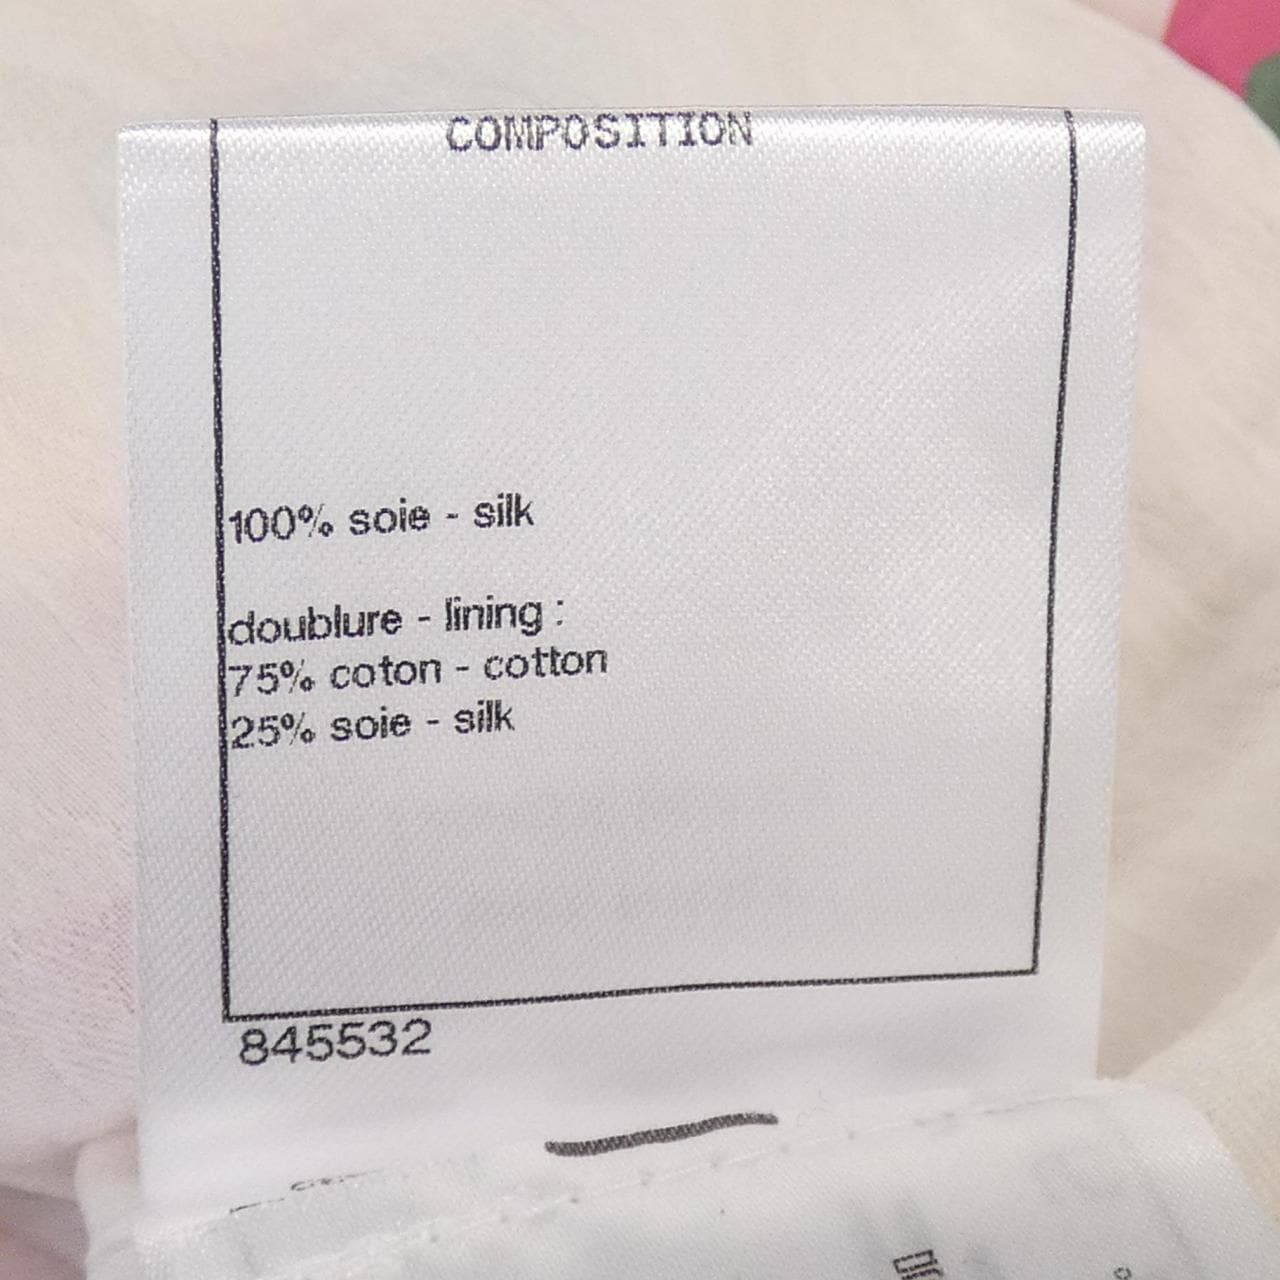 COMPOSITION
100% soie - silk
doublure - lining :
75% coton - cotton
25% soie - silk
845532